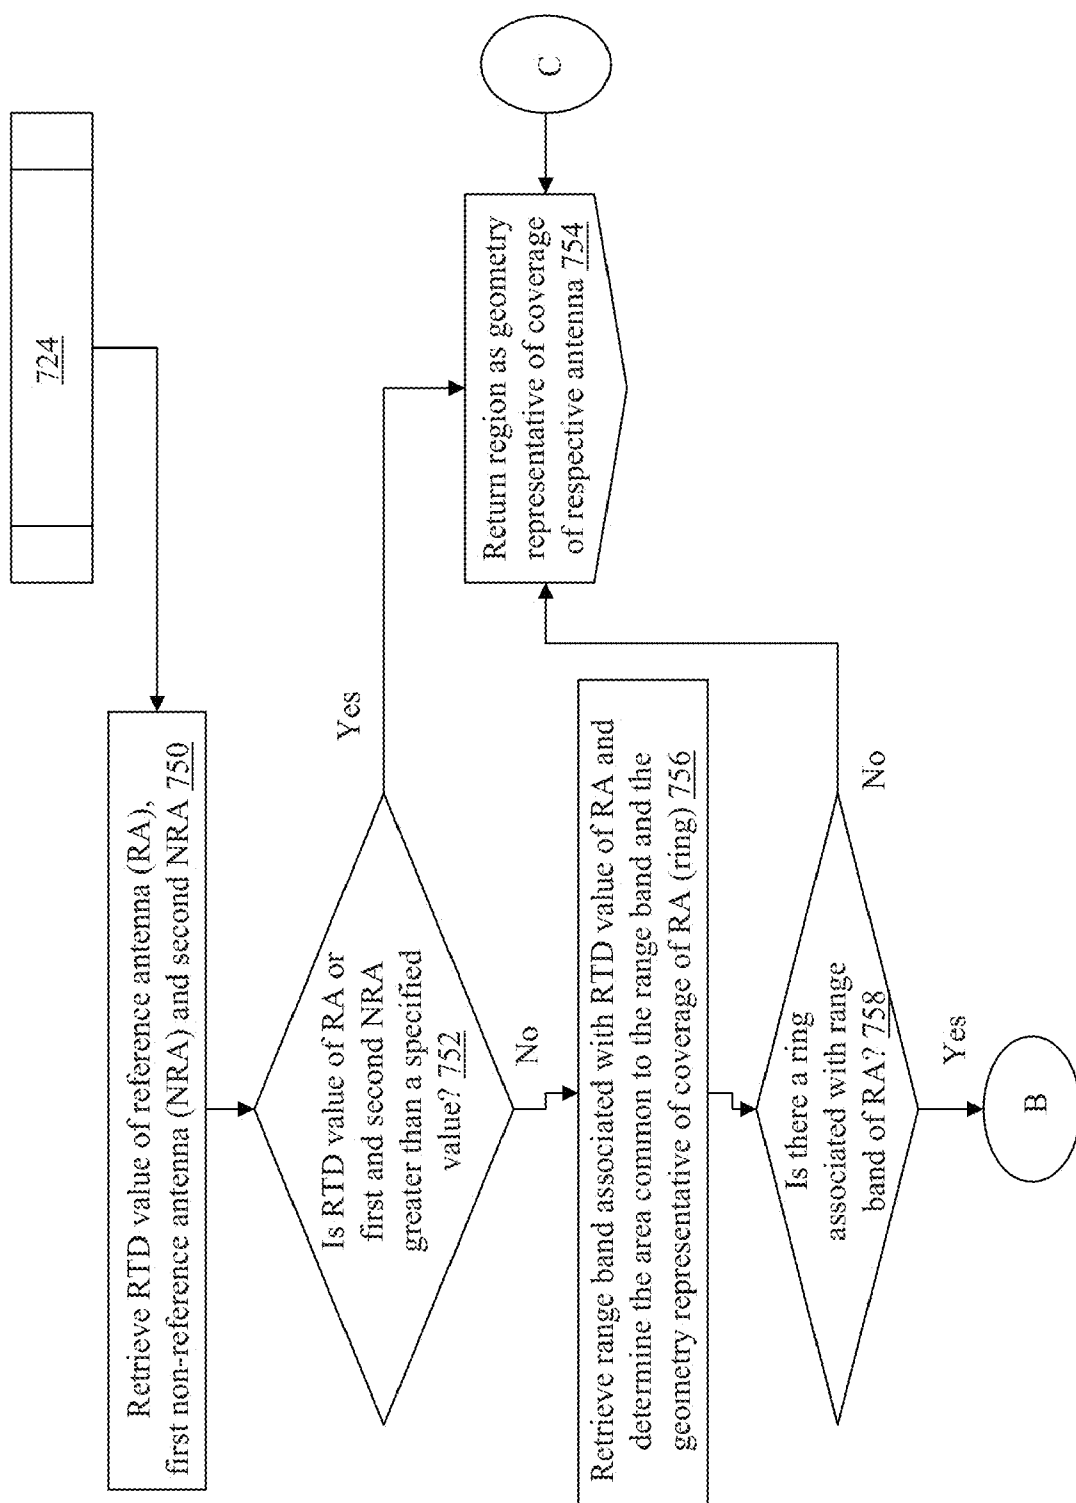 724
Retrieve RTD value of reference antenna (RA),
first non-reference antenna (NRA) and second NRA 750
Is RTD value of RA or
first and second NRA
greater than a specified
value? 752
Yes
No
C
Return region as geometry
representative of coverage
of respective antenna 754
Retrieve range band associated with RTD value of RA and
determine the area common to the range band and the
geometry representative of coverage of RA (ring) 756
Is there a ring
associated with range
band of RA? 758
No
Yes
B